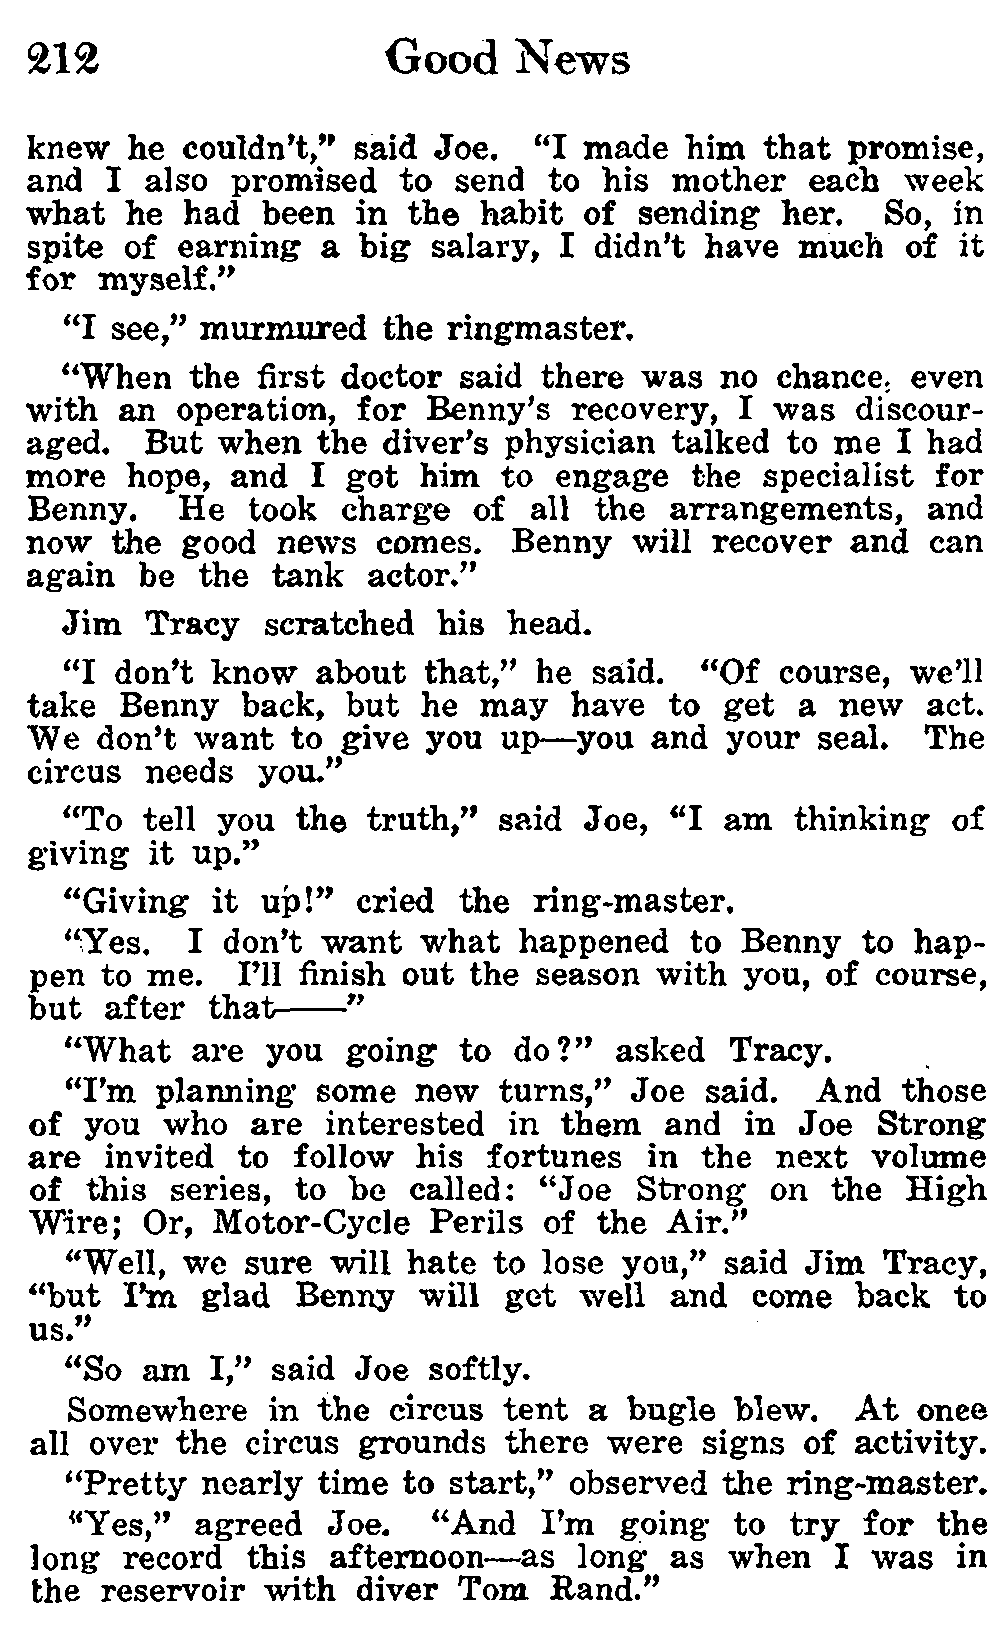 212 Good News
knew he couldn't," said Joe. "I made him that promise,
and I also promised to send to his mother each week
what he had been in the habit of sending her. So, in
spite of earning a big salary, I didn't have much of it
for myself."
"I see," murmured the ringmaster.
"When the first doctor said there was no chance, even
with an operation, for Benny's recovery, I was discour-
aged. But when the diver's physician talked to me I had
more hope, and I got him to engage the specialist for
Benny. He took charge of all the arrangements, and
now the good news comes. Benny will recover and can
again be the tank actor."
Jim Tracy scratched his head.
"I don't know about that," he said. "Of course, we'll
take Benny back, but he may have to get a new act.
We don't want to give you up—you and your seal. The
circus needs you."
"To tell you the truth," said Joe, "I am thinking of
giving it up."
"Giving it up!" cried the ring-master.
"Yes. I don't want what happened to Benny to hap-
pen to me. I'll finish out the season with you, of course,
but after that——"
"What are you going to do?" asked Tracy.
"I'm planning some new turns," Joe said. And those
of you who are interested in them and in Joe Strong
are invited to follow his fortunes in the next volume
of this series, to be called: "Joe Strong on the High
Wire; Or, Motor-Cycle Perils of the Air."
"Well, we sure will hate to lose you," said Jim Tracy,
"but I'm glad Benny will get well and come back to
us."
"So am I," said Joe softly.
Somewhere in the circus tent a bugle blew. At once
all over the circus grounds there were signs of activity.
"Pretty nearly time to start," observed the ring-master.
"Yes," agreed Joe. "And I'm going to try for the
long record this afternoon—as long as when I was in
the reservoir with diver Tom Rand."